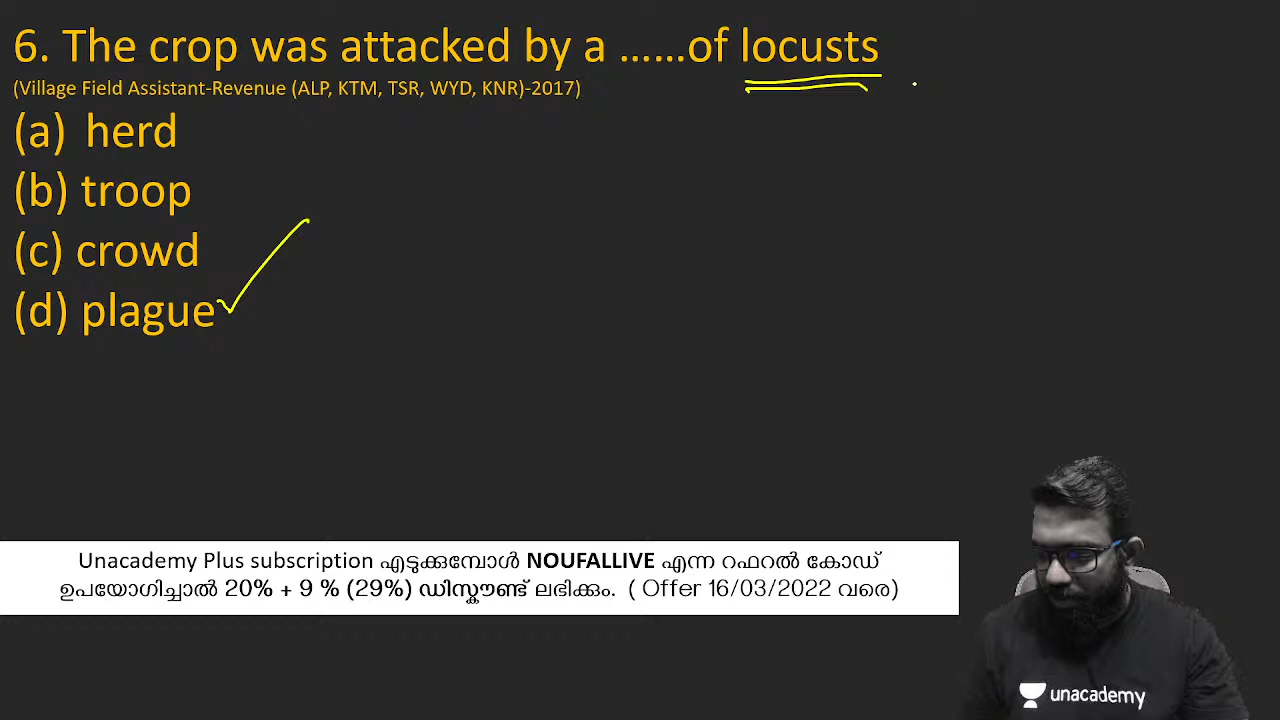 6. The crop was attacked by a ......of locusts
(Village Field Assistant-Revenue (ALP, KTM, TSR, WYD, KNR)-2017)
(a) herd
(b) troop
(c) crowd
(d) plague
Unacademy Plus subscription എടുക്കുമ്പോൾ NOUFALLIVE എന്ന റഫറൽ കോഡ്
ഉപയോഗിച്ചാൽ 20% + 9 % (29%) ഡിസ്കൗണ്ട് ലഭിക്കും. ( Offer 16/03/2022 വരെ)
unacademy